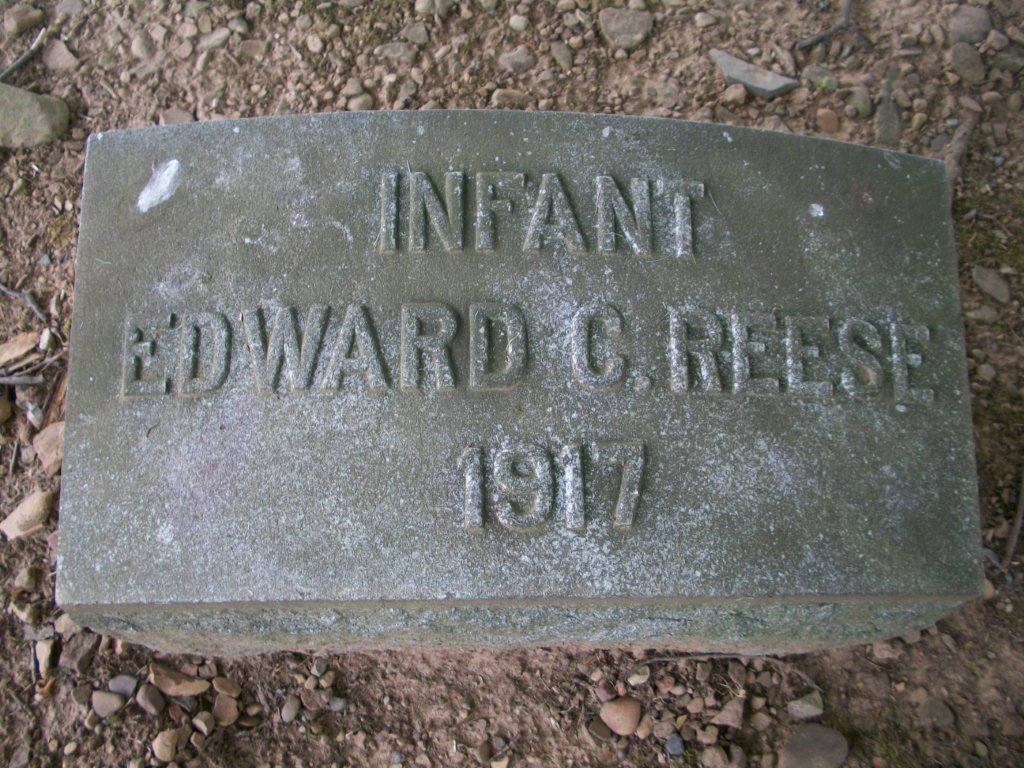 INFANT
EDWARD C. REESE
1917